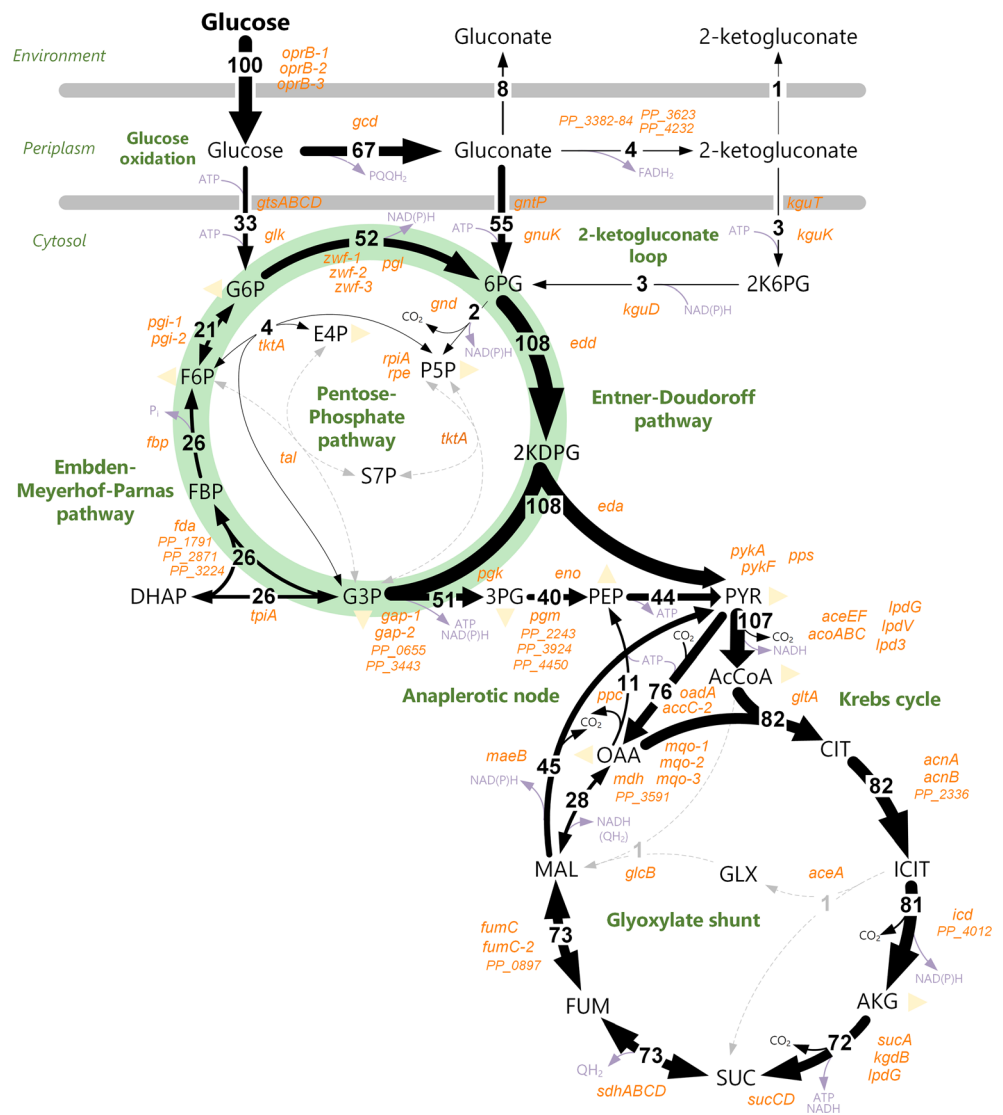 Glucose
Gluconate
2-ketogluconate
Environment
oprB-1
oprB-2
oprB-3
100
8
1
gcd
PP_3382-84
PP_3623
PP_4232
Periplasm
Glucose
oxidation
Glucose
67
Gluconate
4
2-ketogluconate
PQQH2
FADH2
ATP
gtsABCD
gntP
kguT
Cytosol
ATP
33
glk
NAD(P)H
ATP
55
gnuK
2-ketogluconate
loop
ATP
3
kguK
52
zwf-1
zwf-2
zwf-3
pgl
G6P
6PG
3
2K6PG
kguD
NAD(P)H
pgi-1
pgi-2
21
4
tktA
E4P
gnd
CO2
2
NAD(P)H
108
edd
F6P
rpiA
rpe
P5P
Pi
fbp
26
Pentose-
Phosphate
pathway
tktA
Entner-Doudoroff
pathway
tal
S7P
2KDPG
Embden-
Meyerhof-Parnas
pathway
FBP
108
eda
fda
PP_1791
PP_2871
PP_3224
26
DHAP
26
tpiA
G3P
pgk
51
3PG
eno
40
PEP
44
PYR
pykA
pykF
pps
ATP
NAD(P)H
gap-1
gap-2
PP_0655
PP_3443
pgm
PP_2243
PP_3924
PP_4450
ATP
107
CO2
NADH
aceEF
acoABC
lpdG
lpdV
lpd3
CO2
ATP
AcCoA
Anaplerotic node
ppc
11
76
oadA
accC-2
gltA
Krebs cycle
CO2
82
OAA
CIT
maeB
45
mdh
PP_3591
mqo-1
mqo-2
mqo-3
NAD(P)H
28
82
acnA
acnB
PP_2336
NADH
(QH2)
1
MAL
glcB
GLX
aceA
ICIT
1
81
Glyoxylate shunt
icd
PP_4012
CO2
NAD(P)H
fumC
fumC-2
PP_0897
73
FUM
AKG
QH2
73
sdhABCD
SUC
CO2
72
sucA
kgdB
lpdG
sucCD
ATP
NADH